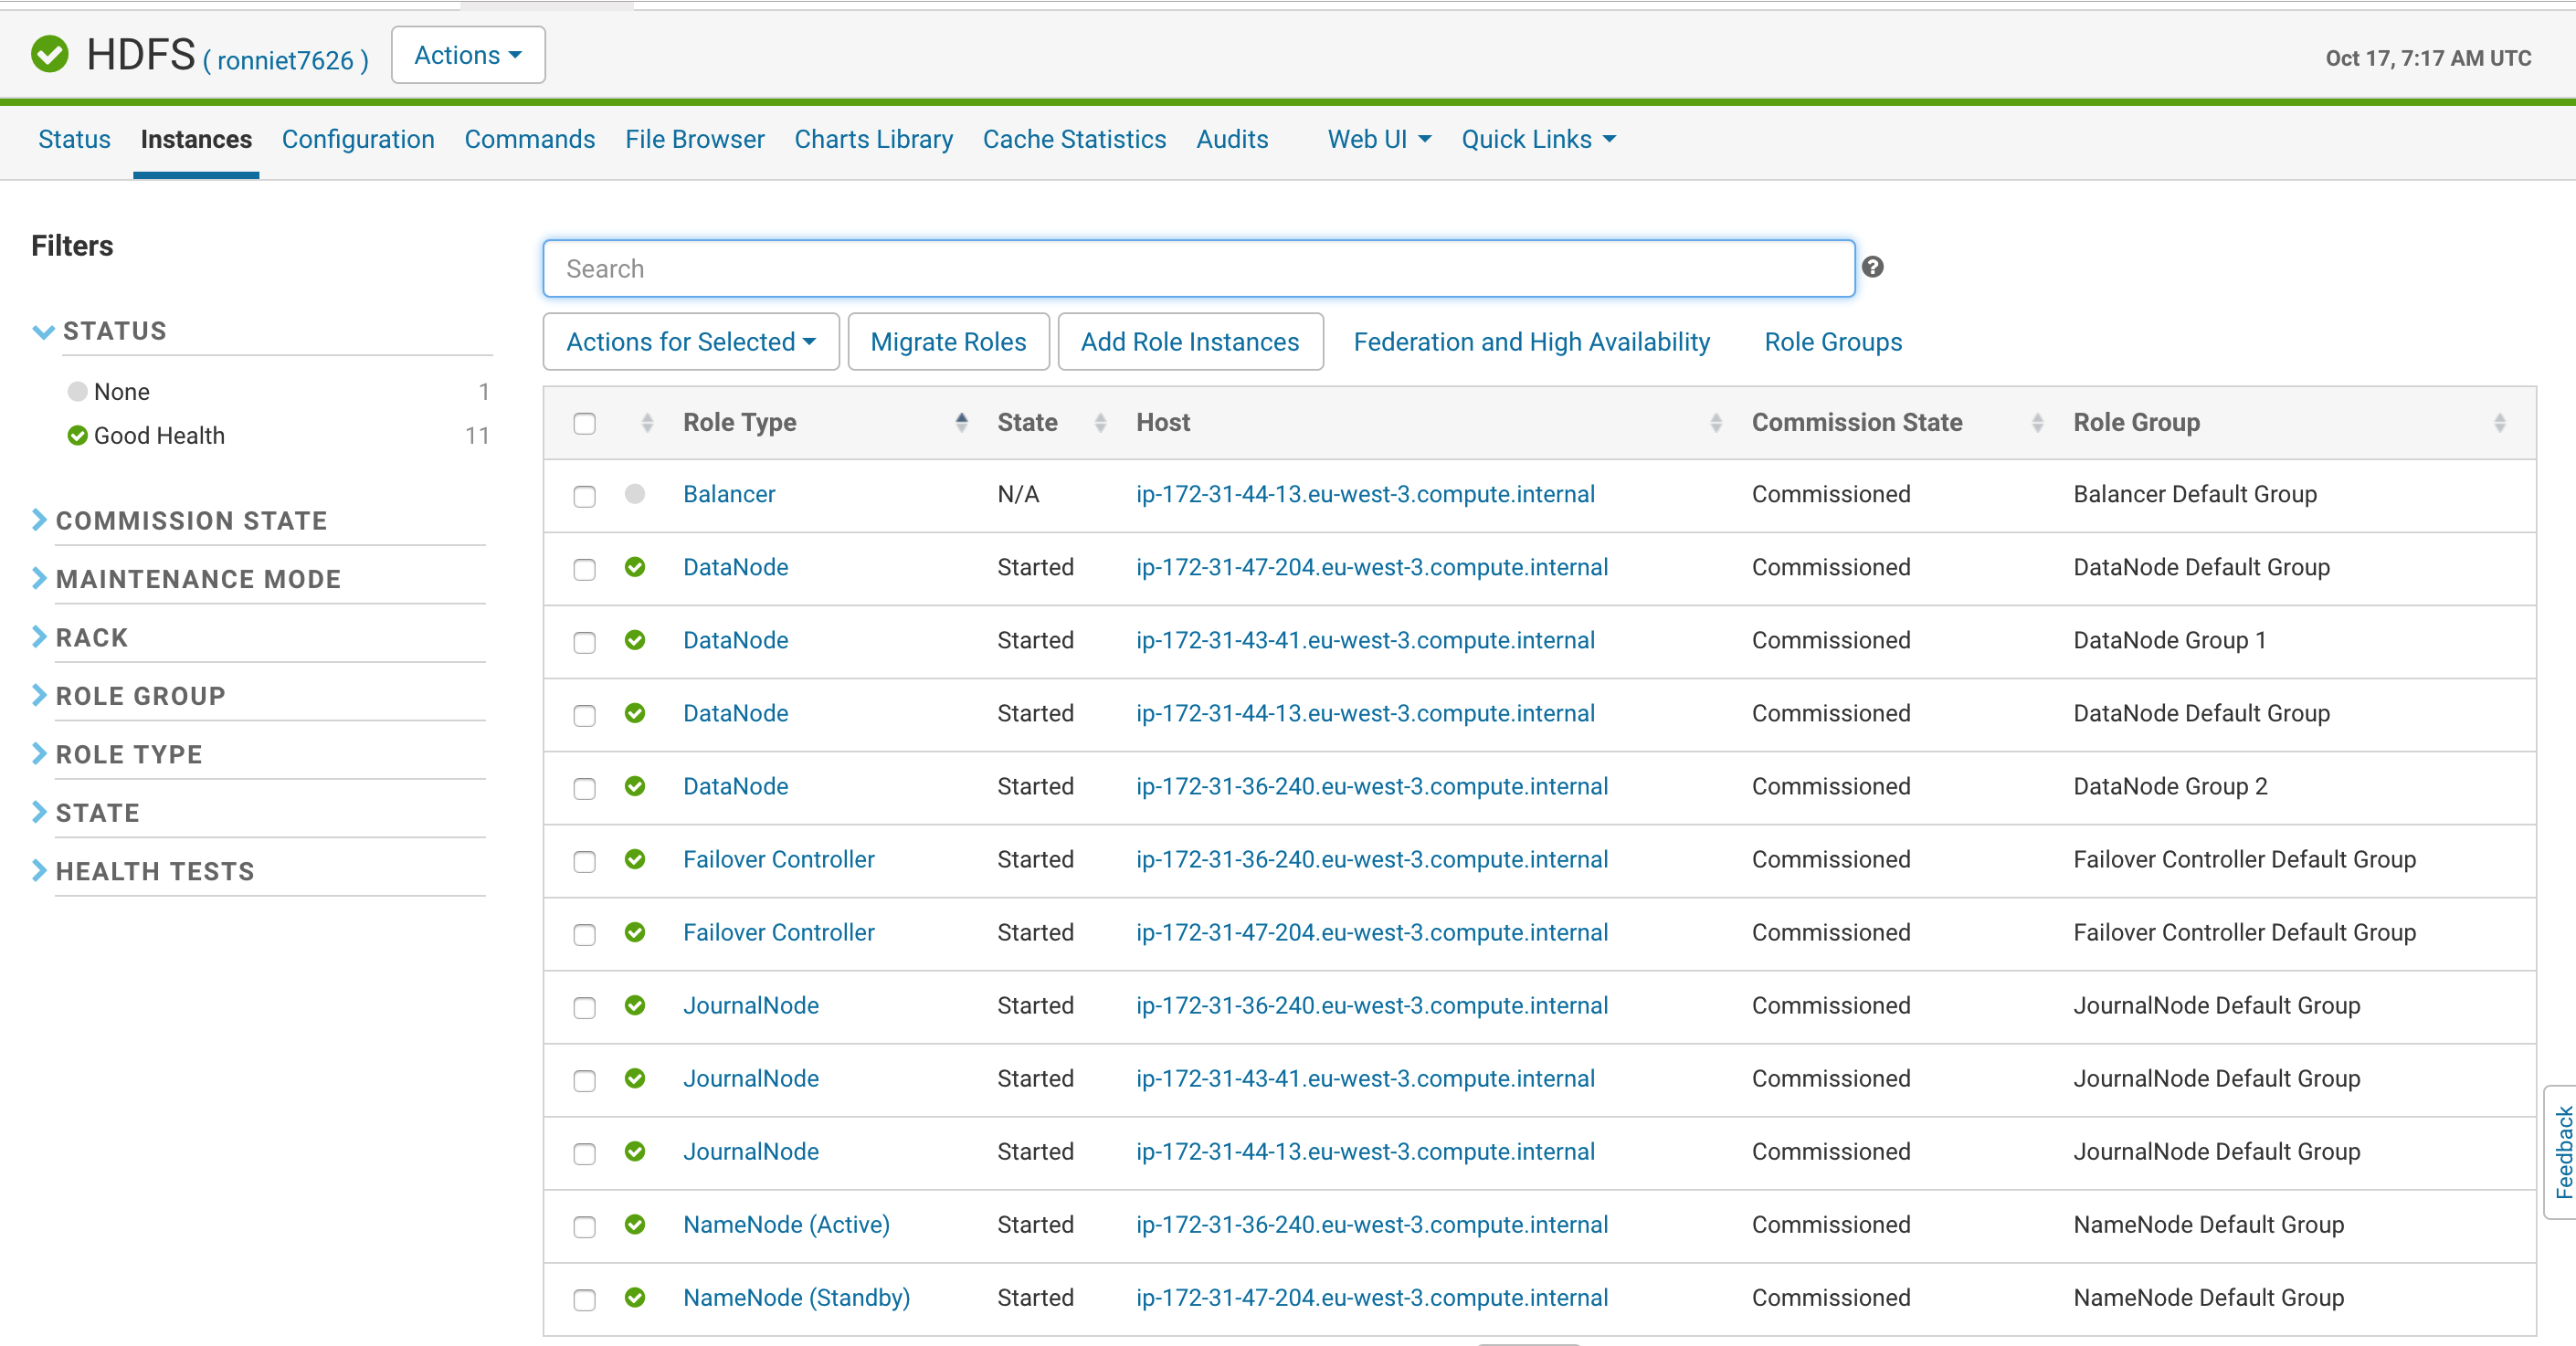 HDFS ( ronniet7626 ) Actions Oct 17, 7:17 AM UTC
Status Instances Configuration Commands File Browser Charts Library Cache Statistics Audits Web UI Quick Links
Filters
STATUS
None 1
Good Health 11
COMMISSION STATE
MAINTENANCE MODE
RACK
ROLE GROUP
ROLE TYPE
STATE
HEALTH TESTS
Search
Actions for Selected Migrate Roles Add Role Instances Federation and High Availability Role Groups
Role Type State Host Commission State Role Group
Balancer N/A ip-172-31-44-13.eu-west-3.compute.internal Commissioned Balancer Default Group
DataNode Started ip-172-31-47-204.eu-west-3.compute.internal Commissioned DataNode Default Group
DataNode Started ip-172-31-43-41.eu-west-3.compute.internal Commissioned DataNode Group 1
DataNode Started ip-172-31-44-13.eu-west-3.compute.internal Commissioned DataNode Default Group
DataNode Started ip-172-31-36-240.eu-west-3.compute.internal Commissioned DataNode Group 2
Failover Controller Started ip-172-31-36-240.eu-west-3.compute.internal Commissioned Failover Controller Default Group
Failover Controller Started ip-172-31-47-204.eu-west-3.compute.internal Commissioned Failover Controller Default Group
JournalNode Started ip-172-31-36-240.eu-west-3.compute.internal Commissioned JournalNode Default Group
JournalNode Started ip-172-31-43-41.eu-west-3.compute.internal Commissioned JournalNode Default Group
JournalNode Started ip-172-31-44-13.eu-west-3.compute.internal Commissioned JournalNode Default Group
NameNode (Active) Started ip-172-31-36-240.eu-west-3.compute.internal Commissioned NameNode Default Group
NameNode (Standby) Started ip-172-31-47-204.eu-west-3.compute.internal Commissioned NameNode Default Group
Feedback